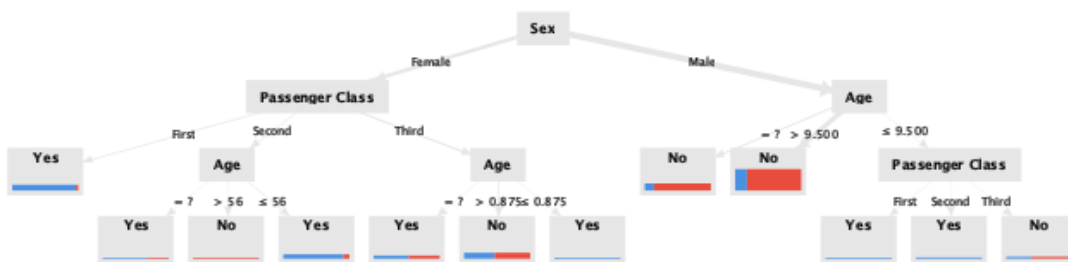 Sex
Female
Male
Passenger Class
Age
First
Second
Third
= ? > 9.500
≤ 9.500
Yes
Age
Age
No
No
Passenger Class
= ? > 56 ≤ 56
= ? > 0.875≤ 0.875
First Second Third
Yes
No
Yes
Yes
No
Yes
Yes
Yes
No